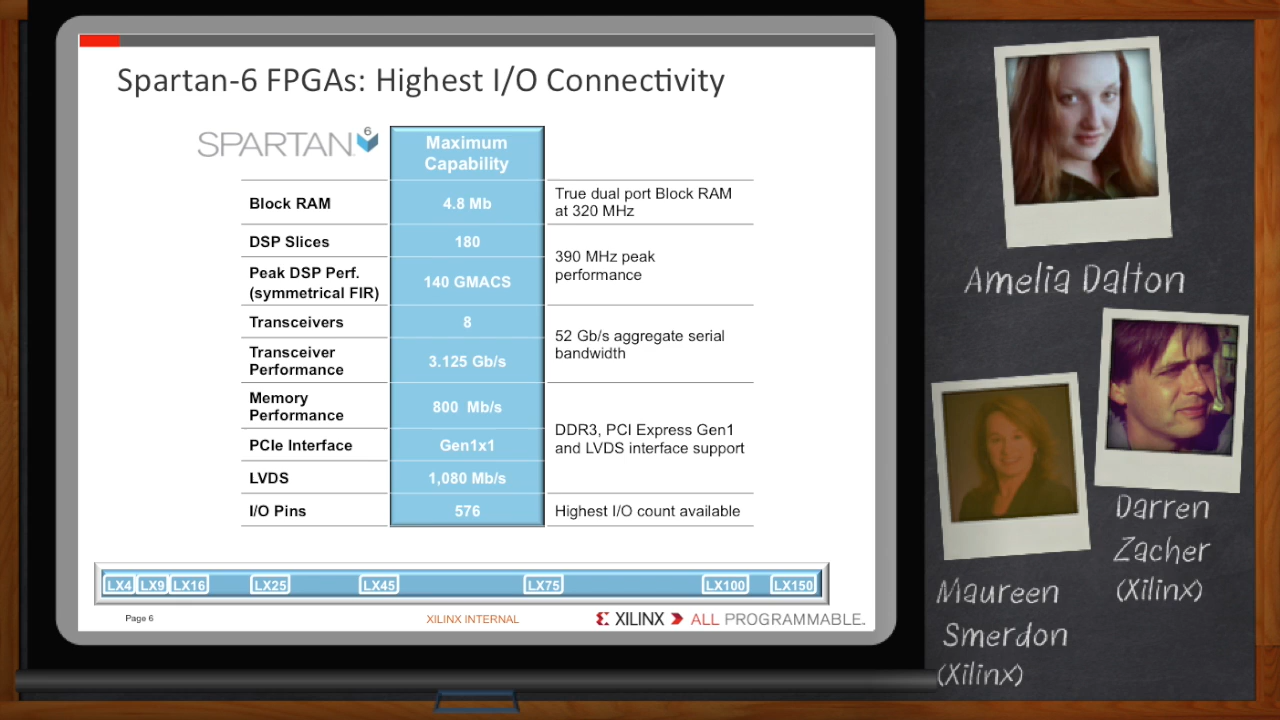 Spartan-6 FPGAs: Highest I/O Connectivity
SPARTAN 6
Maximum
Capability
Block RAM
4.8 Mb
True dual port Block RAM
at 320 MHz
DSP Slices
180
390 MHz peak
performance
Peak DSP Perf.
(symmetrical FIR)
140 GMACS
Transceivers
8
52 Gb/s aggregate serial
bandwidth
Transceiver
Performance
3.125 Gb/s
Memory
Performance
800 Mb/s
DDR3, PCI Express Gen1
and LVDS interface support
PCIe Interface
Gen1x1
LVDS
1,080 Mb/s
I/O Pins
576
Highest I/O count available
LX4 LX9 LX16 LX25 LX45 LX75 LX100 LX150
Page 6
XILINX INTERNAL
XILINX ALL PROGRAMMABLE.
Amelia Dalton
Darren
Zacher
(Xilinx)
Maureen
Smerdon
(Xilinx)